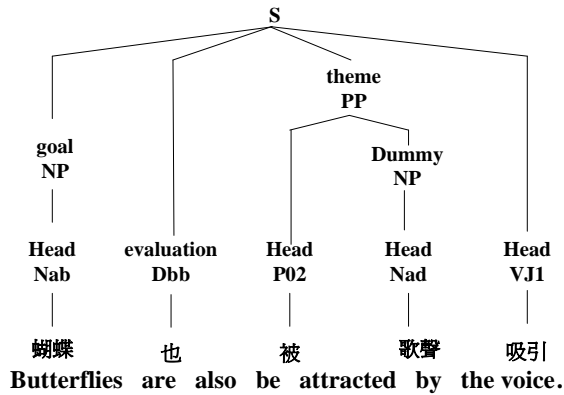 S
theme
PP
goal
NP
Dummy
NP
Head evaluation Head Head Head
Nab Dbb P02 Nad VJ1
蝴蝶 也 被 歌聲 吸引
Butterflies are also be attracted by the voice.